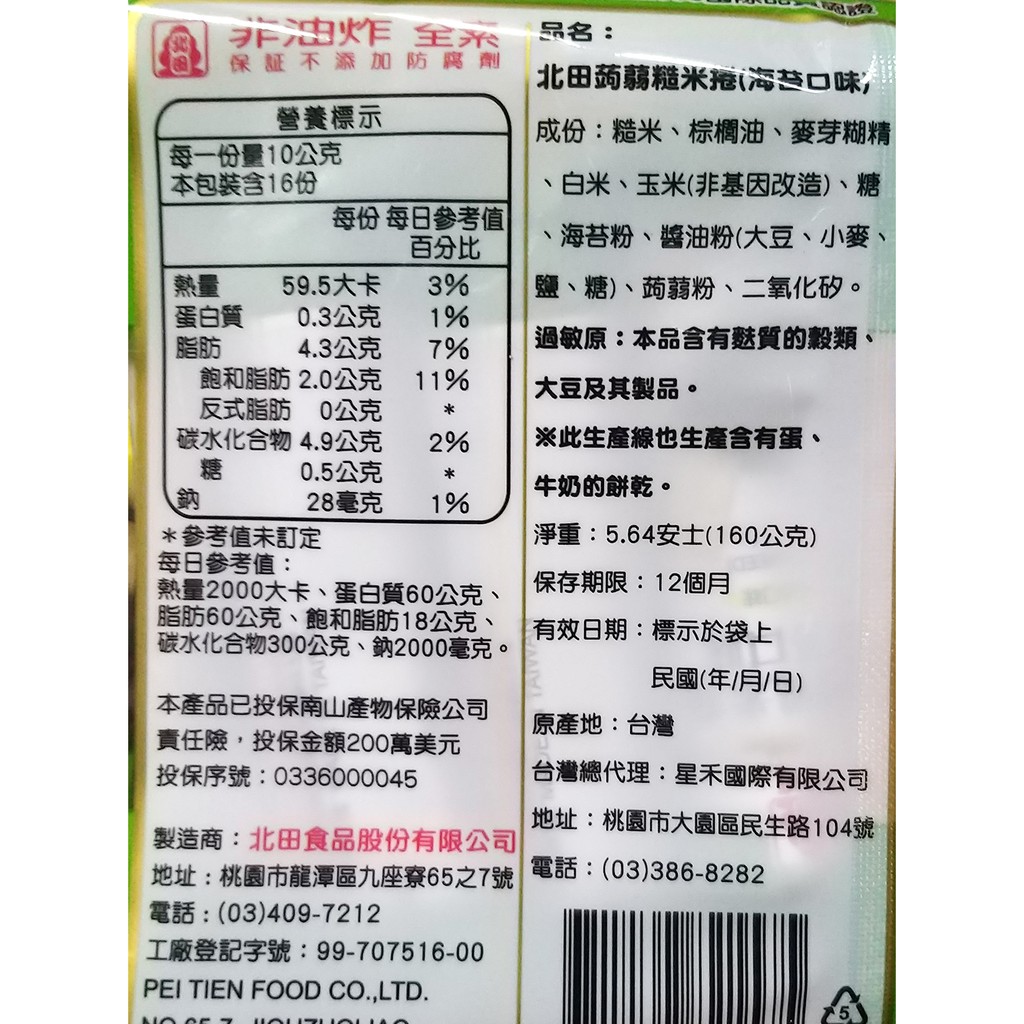 北田
非油炸 全素
保証不添加防腐劑
營養標示
每一份量10公克
本包裝含16份
每份 每日參考值
百分比
熱量 59.5大卡 3%
蛋白質 0.3公克 1%
脂肪 4.3公克 7%
飽和脂肪 2.0公克 11%
反式脂肪 0公克 *
碳水化合物 4.9公克 2%
糖 0.5公克 *
鈉 28毫克 1%
*參考值未訂定
每日參考值：
熱量2000大卡、蛋白質60公克、
脂肪60公克、飽和脂肪18公克、
碳水化合物300公克、鈉2000毫克。
本產品已投保南山產物保險公司
責任險，投保金額200萬美元
投保序號：0336000045
製造商：北田食品股份有限公司
地址：桃園市龍潭區九座寮65之7號
電話：(03)409-7212
工廠登記字號：99-707516-00
PEI TIEN FOOD CO.,LTD.
品名：
北田蒟蒻糙米捲(海苔口味)
成份：糙米、棕櫚油、麥芽糊精
、白米、玉米(非基因改造)、糖
、海苔粉、醬油粉(大豆、小麥、
鹽、糖)、蒟蒻粉、二氧化矽。
過敏原：本品含有麩質的穀類、
大豆及其製品。
※此生產線也生產含有蛋、
牛奶的餅乾。
淨重：5.64安士(160公克)
保存期限：12個月
有效日期：標示於袋上
民國(年/月/日)
原產地：台灣
台灣總代理：星禾國際有限公司
地址：桃園市大園區民生路104號
電話：(03)386-8282
5